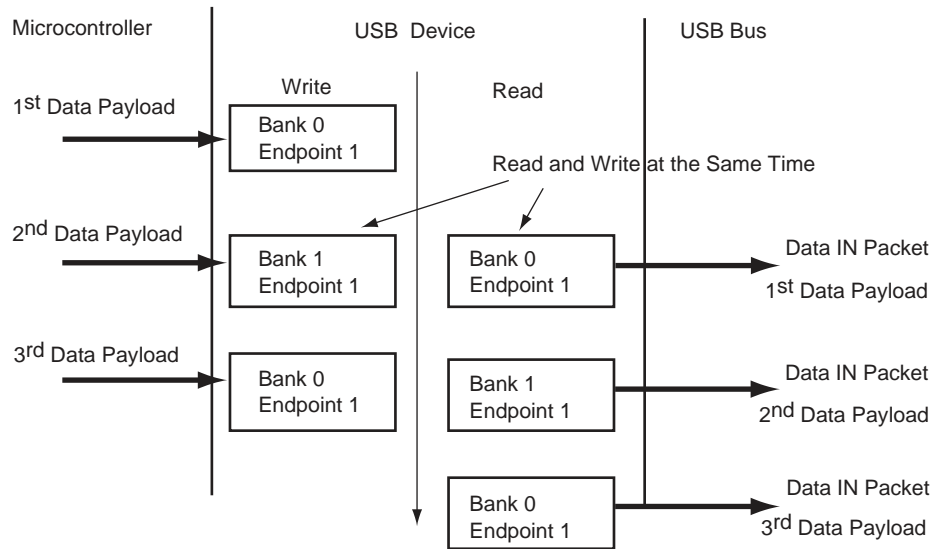 Microcontroller
USB Device
USB Bus
Write
Read
1st Data Payload
Bank 0
Endpoint 1
Read and Write at the Same Time
2nd Data Payload
Bank 1
Endpoint 1
Bank 0
Endpoint 1
Data IN Packet
1st Data Payload
3rd Data Payload
Bank 0
Endpoint 1
Bank 1
Endpoint 1
Data IN Packet
2nd Data Payload
Bank 0
Endpoint 1
Data IN Packet
3rd Data Payload